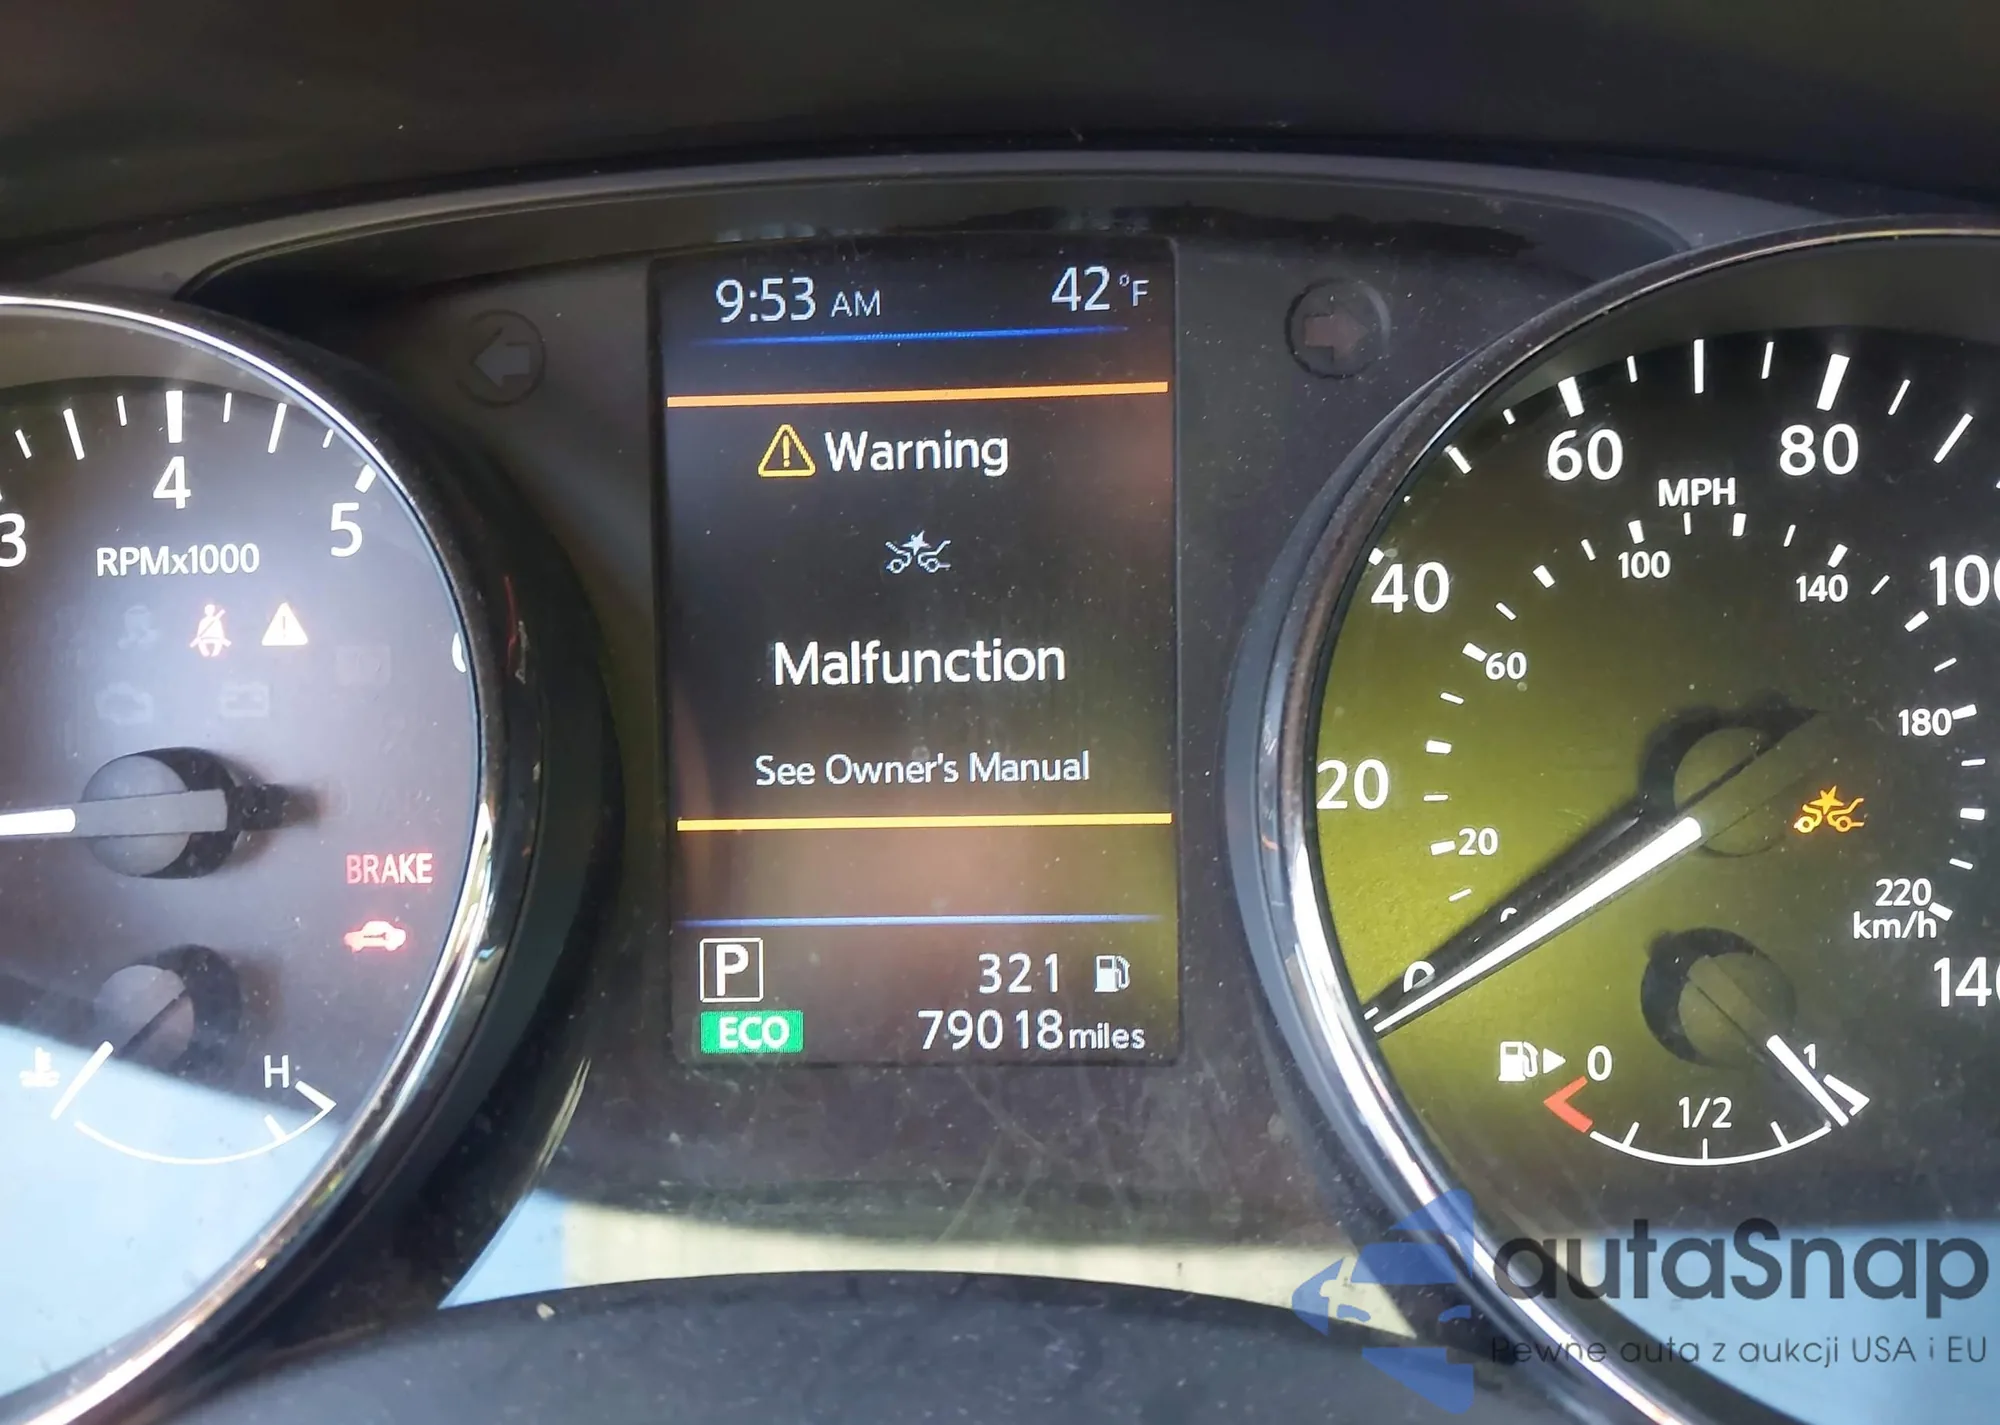 9:53 AM 42°F
Warning
Malfunction
See Owner's Manual
P 321
ECO 79018 miles
3 4 5
RPMx1000
BRAKE
H
20 40 60 80 100 140
MPH
20 60 100 140 180 220
km/h
0
0 1/2 1
autaSnap
Pewne auta z aukcji USA i EU